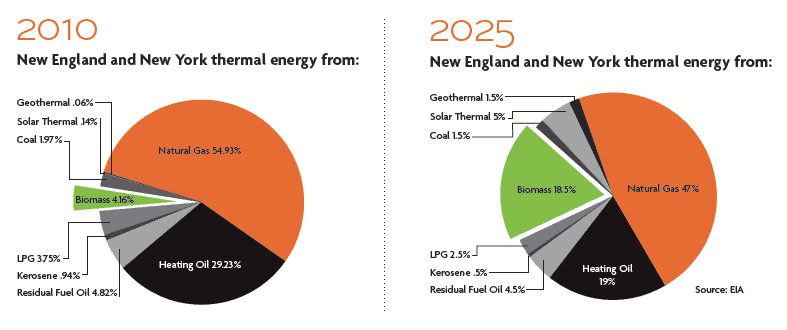 2010
New England and New York thermal energy from:
Geothermal .06%
Solar Thermal .14%
Coal 1.97%
Natural Gas 54.93%
Biomass 4.16%
LPG 3.75%
Kerosene .94%
Residual Fuel Oil 4.82%
Heating Oil 29.23%
2025
New England and New York thermal energy from:
Geothermal 1.5%
Solar Thermal 5%
Coal 1.5%
Biomass 18.5%
Natural Gas 47%
LPG 2.5%
Kerosene .5%
Residual Fuel Oil 4.5%
Heating Oil
19%
Source: EIA